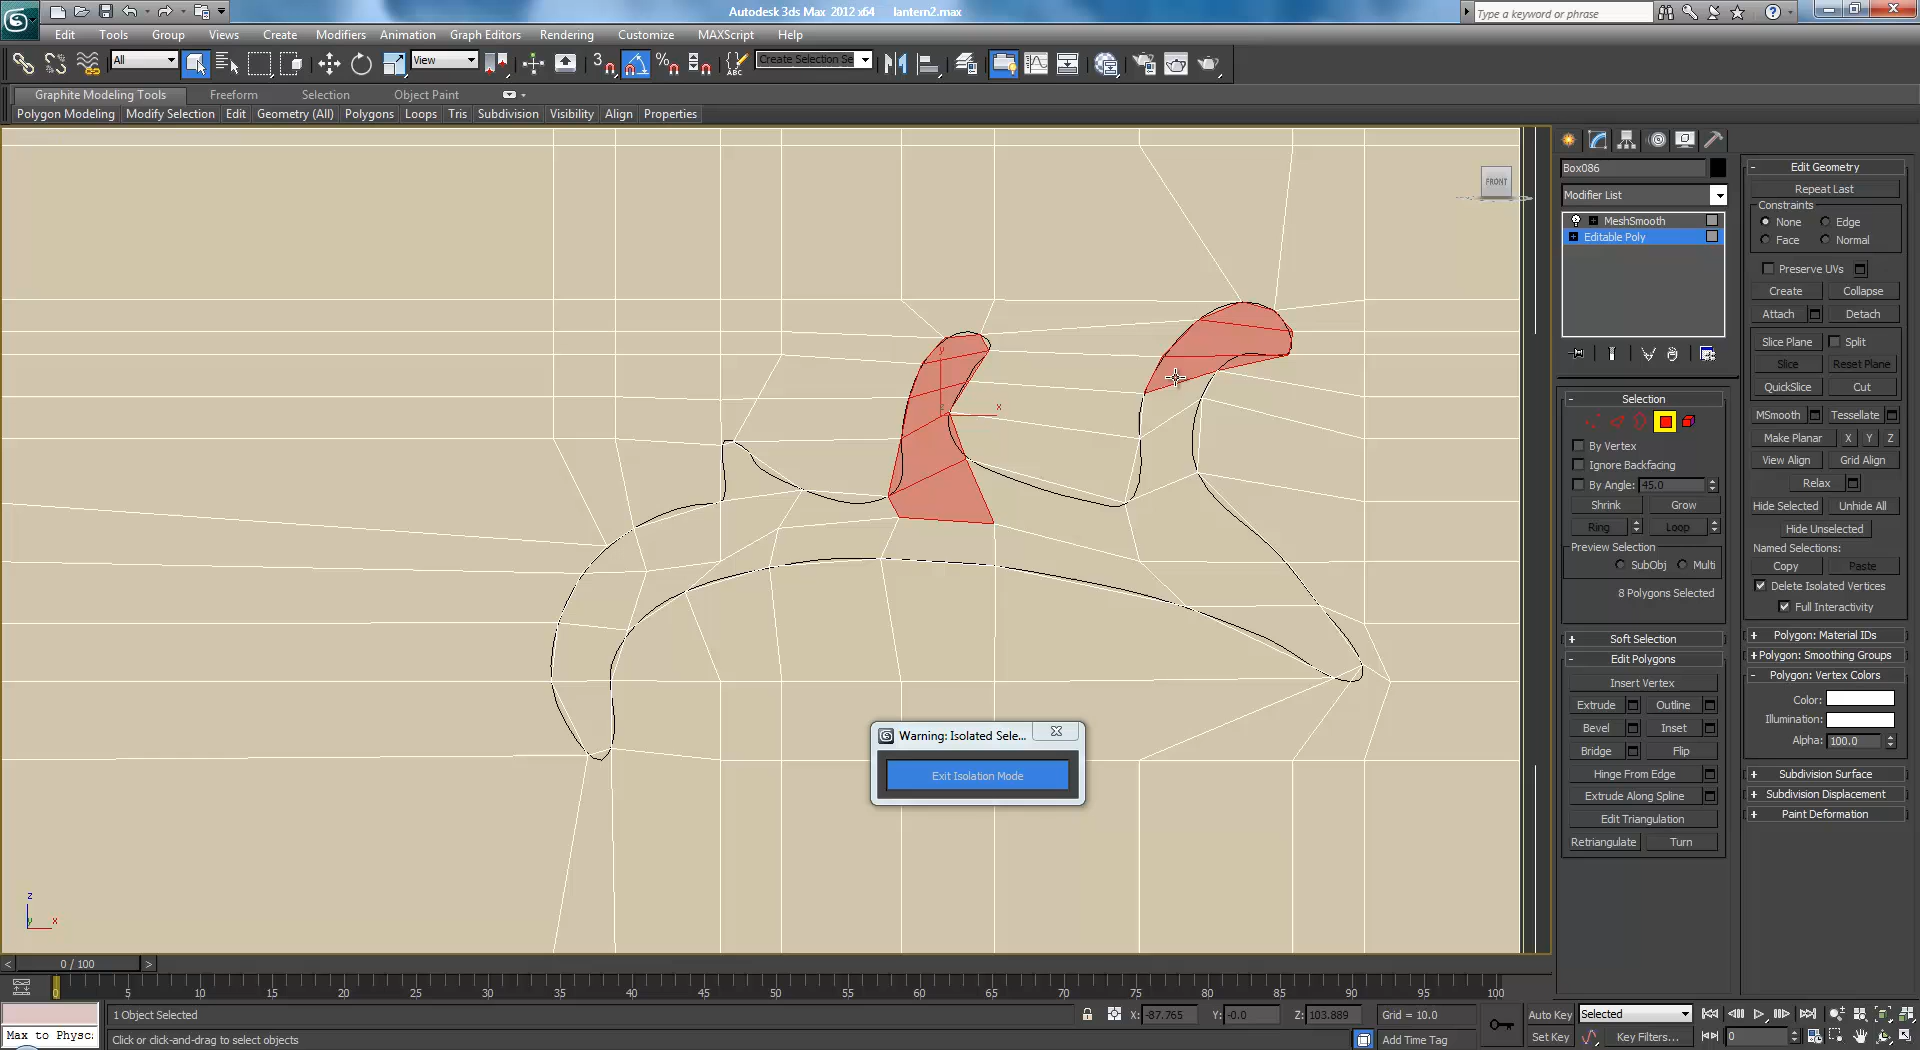 Autodesk 3ds Max 2012 x64 lantern2.max
Type a keyword or phrase
Edit Tools Group Views Create Modifiers Animation Graph Editors Rendering Customize MAXScript Help
All View Create Selection Se
Graphite Modeling Tools Freeform Selection Object Paint
Polygon Modeling Modify Selection Edit Geometry (All) Polygons Loops Tris Subdivision Visibility Align Properties
FRONT
Box086
Modifier List
MeshSmooth
Editable Poly
Selection
By Vertex
Ignore Backfacing
By Angle: 45.0
Shrink Grow
Ring Loop
Preview Selection
SubObj Multi
8 Polygons Selected
Soft Selection
Edit Polygons
Insert Vertex
Extrude Outline
Bevel Inset
Bridge Flip
Hinge From Edge
Extrude Along Spline
Edit Triangulation
Retriangulate Turn
Edit Geometry
Repeat Last
Constraints
None Edge
Face Normal
Preserve UVs
Create Collapse
Attach Detach
Slice Plane Split
Slice Reset Plane
QuickSlice Cut
MSmooth Tessellate
Make Planar X Y Z
View Align Grid Align
Relax
Hide Selected Unhide All
Hide Unselected
Named Selections:
Copy Paste
Delete Isolated Vertices
Full Interactivity
Polygon: Material IDs
Polygon: Smoothing Groups
Polygon: Vertex Colors
Color:
Illumination:
Alpha: 100.0
Subdivision Surface
Subdivision Displacement
Paint Deformation
y
z x
Warning: Isolated Sele...
Exit Isolation Mode
z
y x
0 / 100
0 5 10 15 20 25 30 35 40 45 50 55 60 65 70 75 80 85 90 95 100
1 Object Selected X: -87.765 Y: -0.0 Z: 103.889 Grid = 10.0 Auto Key Selected
Max to Physc Click or click-and-drag to select objects Add Time Tag Set Key Key Filters... 0